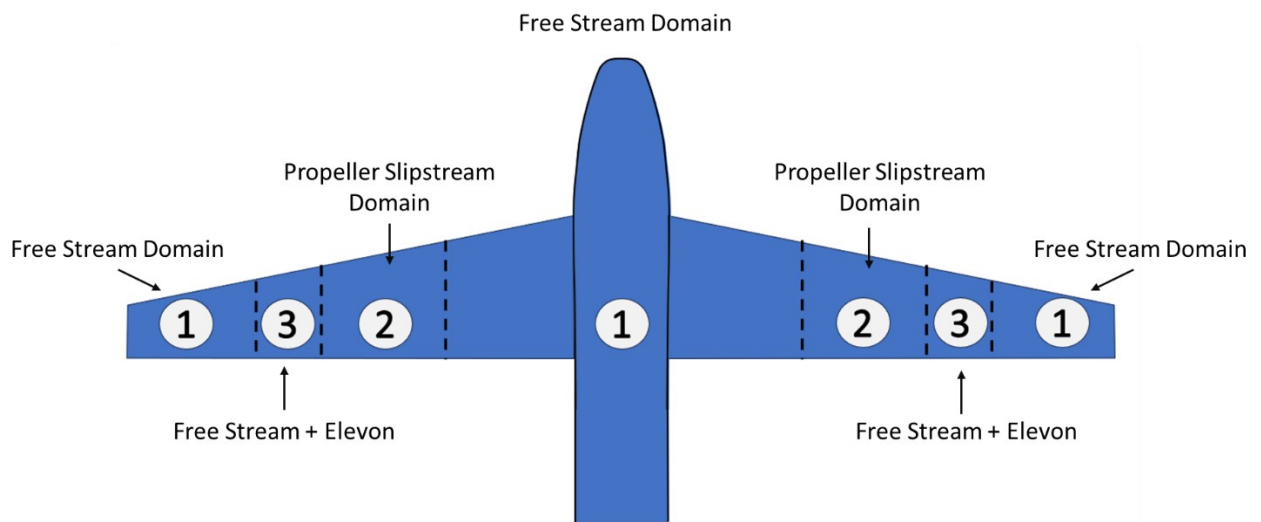 Free Stream Domain
Propeller Slipstream
Domain
Propeller Slipstream
Domain
Free Stream Domain
Free Stream Domain
1
3
2
1
2
3
1
Free Stream + Elevon
Free Stream + Elevon